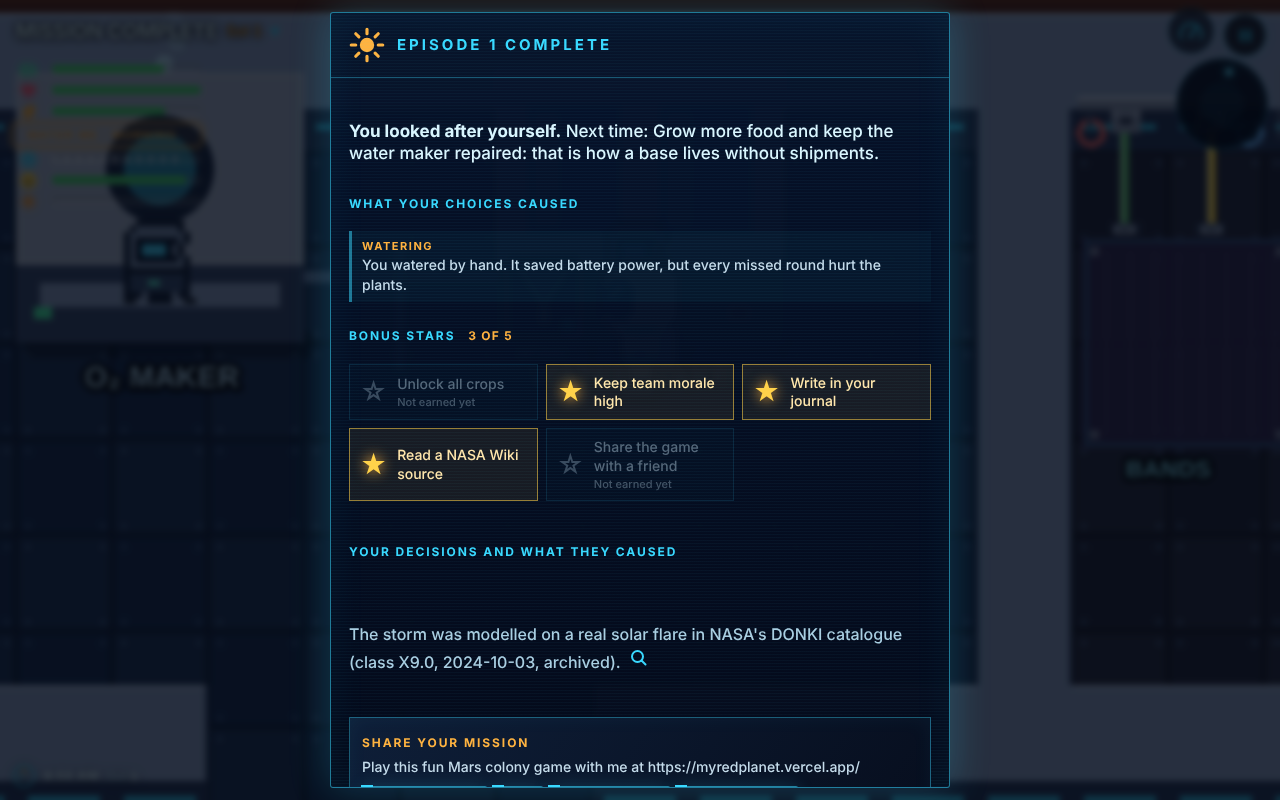 MISSION COMPLETE
EPISODE 1 COMPLETE
You looked after yourself. Next time: Grow more food and keep the
water maker repaired: that is how a base lives without shipments.
WHAT YOUR CHOICES CAUSED
WATERING
You watered by hand. It saved battery power, but every missed round hurt the
plants.
BONUS STARS 3 OF 5
Unlock all crops
Not earned yet
Keep team morale
high
Write in your
journal
Read a NASA Wiki
source
Share the game
with a friend
Not earned yet
O₂ MAKER
BANDS
YOUR DECISIONS AND WHAT THEY CAUSED
The storm was modelled on a real solar flare in NASA's DONKI catalogue
(class X9.0, 2024-10-03, archived).
SHARE YOUR MISSION
Play this fun Mars colony game with me at https://myredplanet.vercel.app/